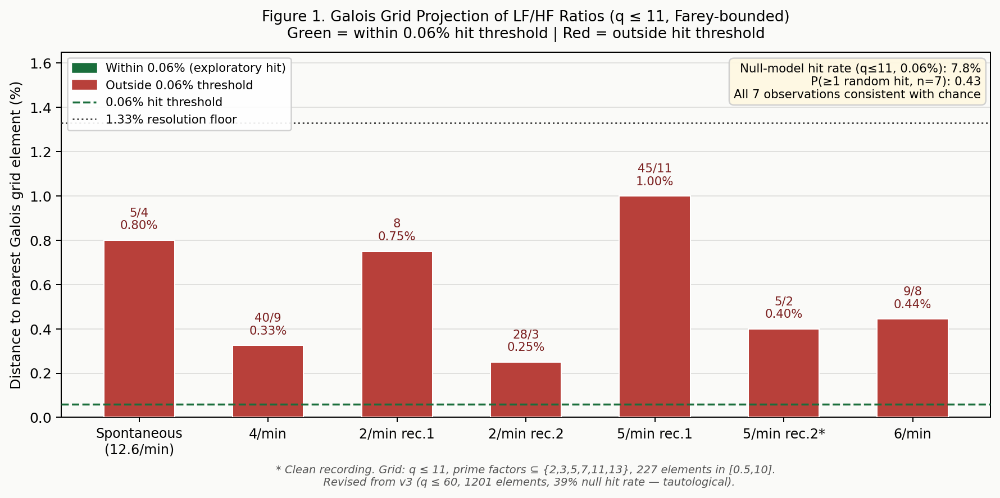 Figure 1. Galois Grid Projection of LF/HF Ratios (q ≤ 11, Farey-bounded)
Green = within 0.06% hit threshold | Red = outside hit threshold
Within 0.06% (exploratory hit)
Outside 0.06% threshold
0.06% hit threshold
1.33% resolution floor
Null-model hit rate (q≤11, 0.06%): 7.8%
P(≥1 random hit, n=7): 0.43
All 7 observations consistent with chance
Distance to nearest Galois grid element (%)
1.6
1.4
1.2
1.0
0.8
0.6
0.4
0.2
0.0
5/4
0.80%
40/9
0.33%
8
0.75%
28/3
0.25%
45/11
1.00%
5/2
0.40%
9/8
0.44%
Spontaneous
(12.6/min)
4/min
2/min rec.1
2/min rec.2
5/min rec.1
5/min rec.2*
6/min
* Clean recording. Grid: q ≤ 11, prime factors ⊆ {2,3,5,7,11,13}, 227 elements in [0.5,10].
Revised from v3 (q ≤ 60, 1201 elements, 39% null hit rate — tautological).